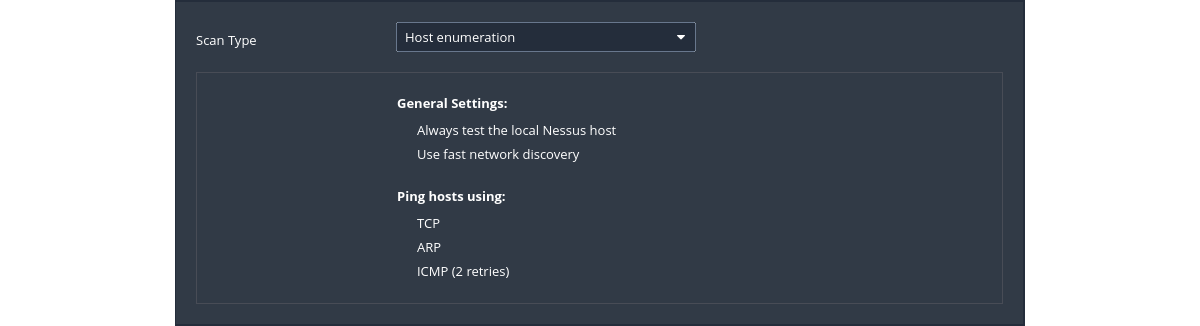 Scan Type
Host enumeration
General Settings:
Always test the local Nessus host
Use fast network discovery
Ping hosts using:
TCP
ARP
ICMP (2 retries)